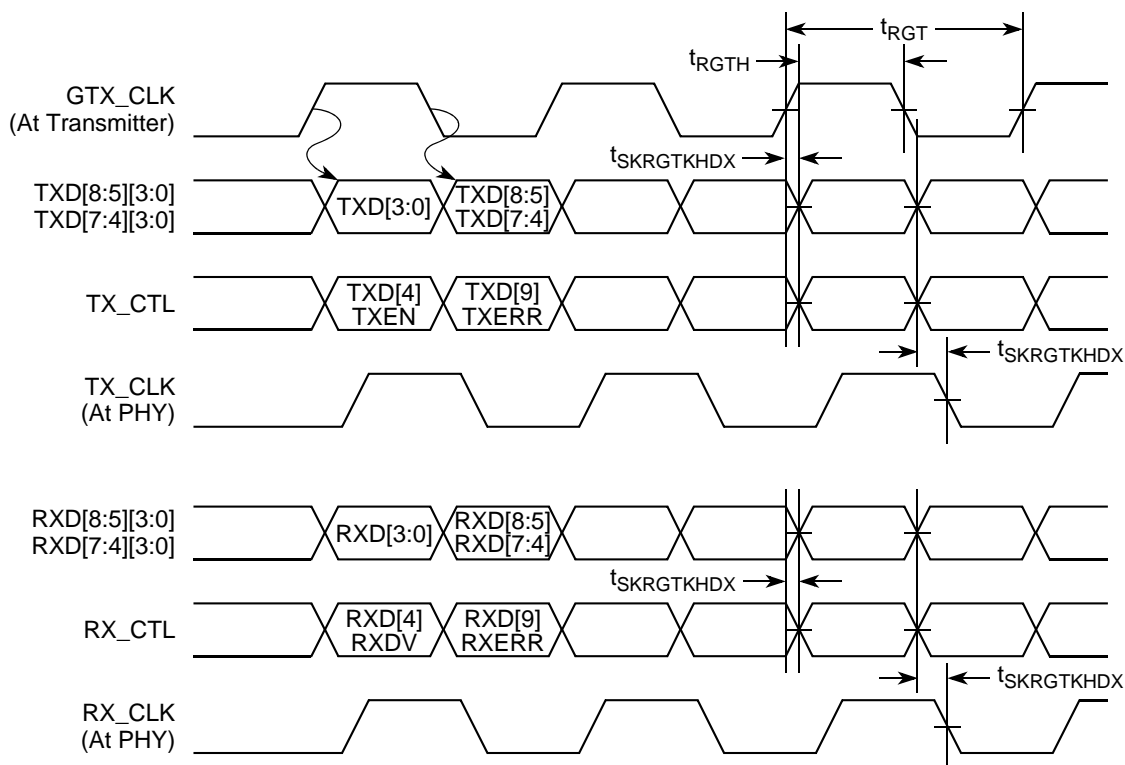 tRGT
tRGTH
GTX_CLK
(At Transmitter)
tSKRGTKHDX
TXD[8:5][3:0]
TXD[7:4][3:0]
TXD[3:0]
TXD[8:5]
TXD[7:4]
TX_CTL
TXD[4]
TXEN
TXD[9]
TXERR
tSKRGTKHDX
TX_CLK
(At PHY)
RXD[8:5][3:0]
RXD[7:4][3:0]
RXD[3:0]
RXD[8:5]
RXD[7:4]
tSKRGTKHDX
RX_CTL
RXD[4]
RXDV
RXD[9]
RXERR
tSKRGTKHDX
RX_CLK
(At PHY)